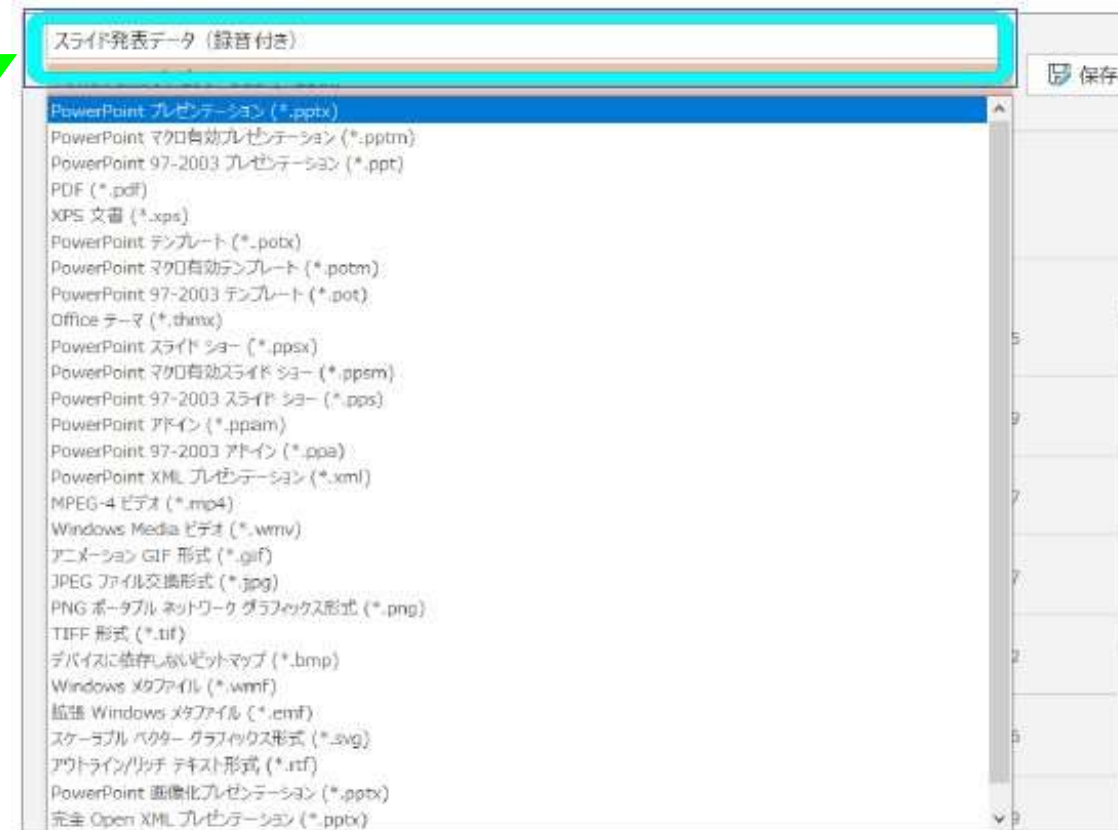 スライド発表データ（録音付き）
保存
PowerPoint プレゼンテーション (*.pptx)
PowerPoint マクロ有効プレゼンテーション (*.pptm)
PowerPoint 97-2003 プレゼンテーション (*.ppt)
PDF (*.pdf)
XPS 文書 (*.xps)
PowerPoint テンプレート (*.potx)
PowerPoint マクロ有効テンプレート (*.potm)
PowerPoint 97-2003 テンプレート (*.pot)
Office テーマ (*.thmx)
PowerPoint スライド ショー (*.ppsx)
PowerPoint マクロ有効スライド ショー (*.ppsm)
PowerPoint 97-2003 スライド ショー (*.pps)
PowerPoint アドイン (*.ppam)
PowerPoint 97-2003 アドイン (*.ppa)
PowerPoint XML プレゼンテーション (*.xml)
MPEG-4 ビデオ (*.mp4)
Windows Media ビデオ (*.wmv)
アニメーション GIF 形式 (*.gif)
JPEG ファイル交換形式 (*.jpg)
PNG ポータブル ネットワーク グラフィックス形式 (*.png)
TIFF 形式 (*.tif)
デバイスに依存しないビットマップ (*.bmp)
Windows メタファイル (*.wmf)
拡張 Windows メタファイル (*.emf)
スケーラブル ベクター グラフィックス形式 (*.svg)
アウトライン/リッチ テキスト形式 (*.rtf)
PowerPoint 画像化プレゼンテーション (*.pptx)
完全 Open XML プレゼンテーション (*.pptx)